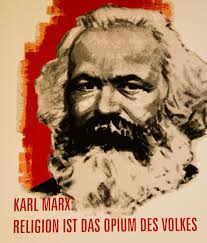 KARL MARX:
RELIGION IST DAS OPIUM DES VOLKES